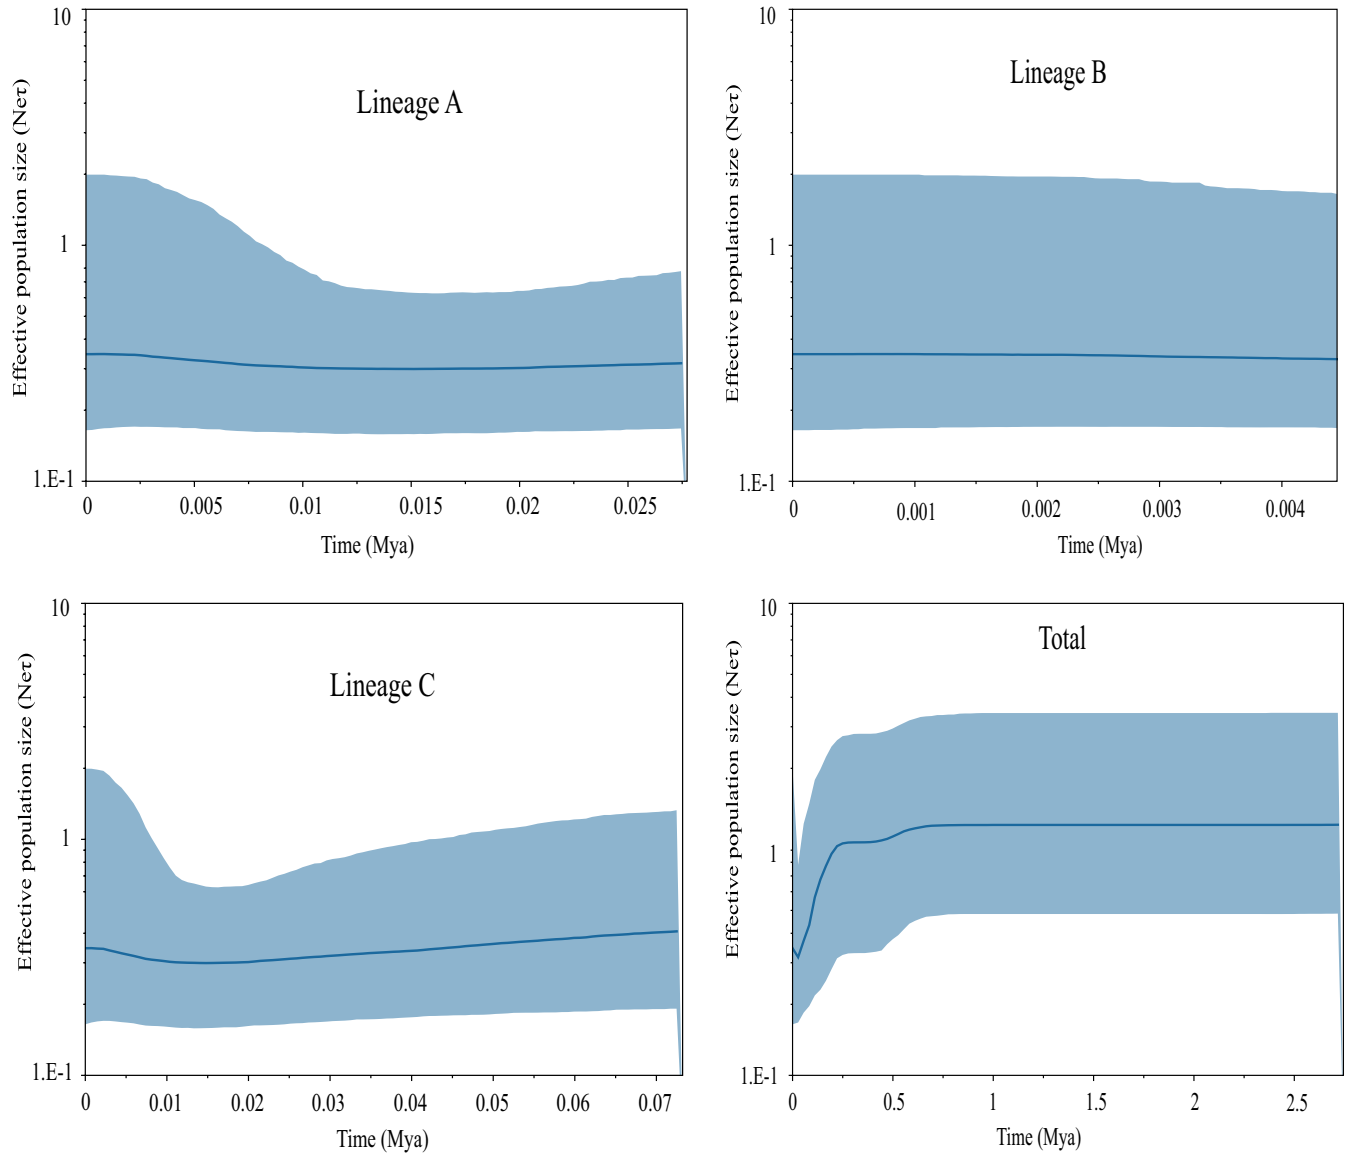 Lineage A
Effective population size (Neτ)
10
1
1.E-1
0 0.005 0.01 0.015 0.02 0.025
Time (Mya)
Lineage B
Effective population size (Neτ)
10
1
1.E-1
0 0.001 0.002 0.003 0.004
Time (Mya)
Lineage C
Effective population size (Neτ)
10
1
1.E-1
0 0.01 0.02 0.03 0.04 0.05 0.06 0.07
Time (Mya)
Total
Effective population size (Neτ)
10
1
1.E-1
0 0.5 1 1.5 2 2.5
Time (Mya)